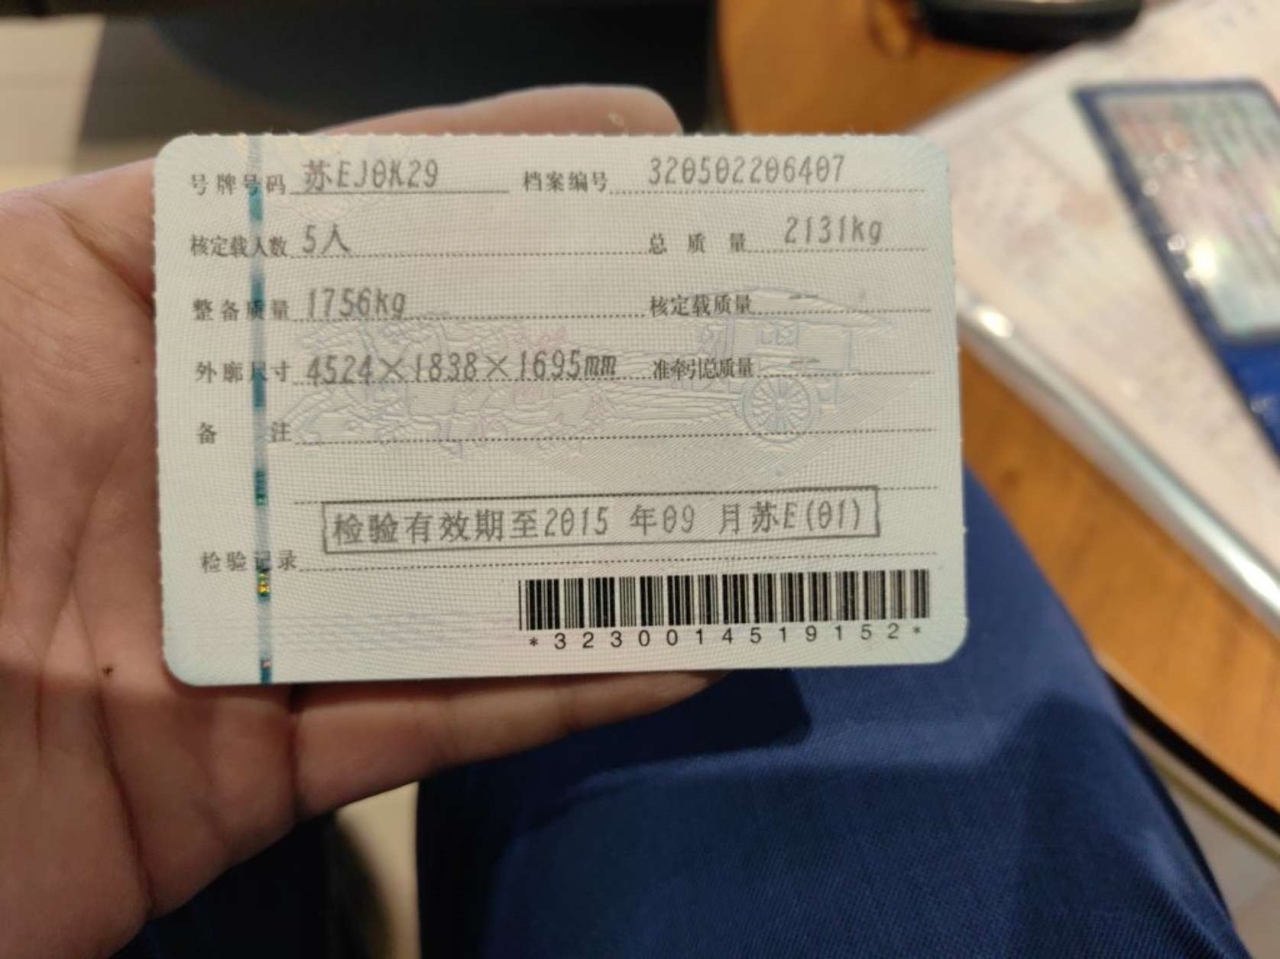 号牌号码 苏EJ0K29 档案编号 320502206407
核定载人数 5人 总质量 2131kg
整备质量 1756kg 核定载质量 --
外廓尺寸 4524×1838×1695mm 准牵引总质量 --
备注
检验有效期至2015 年09 月苏E(01)
检验记录
*3230014519152*